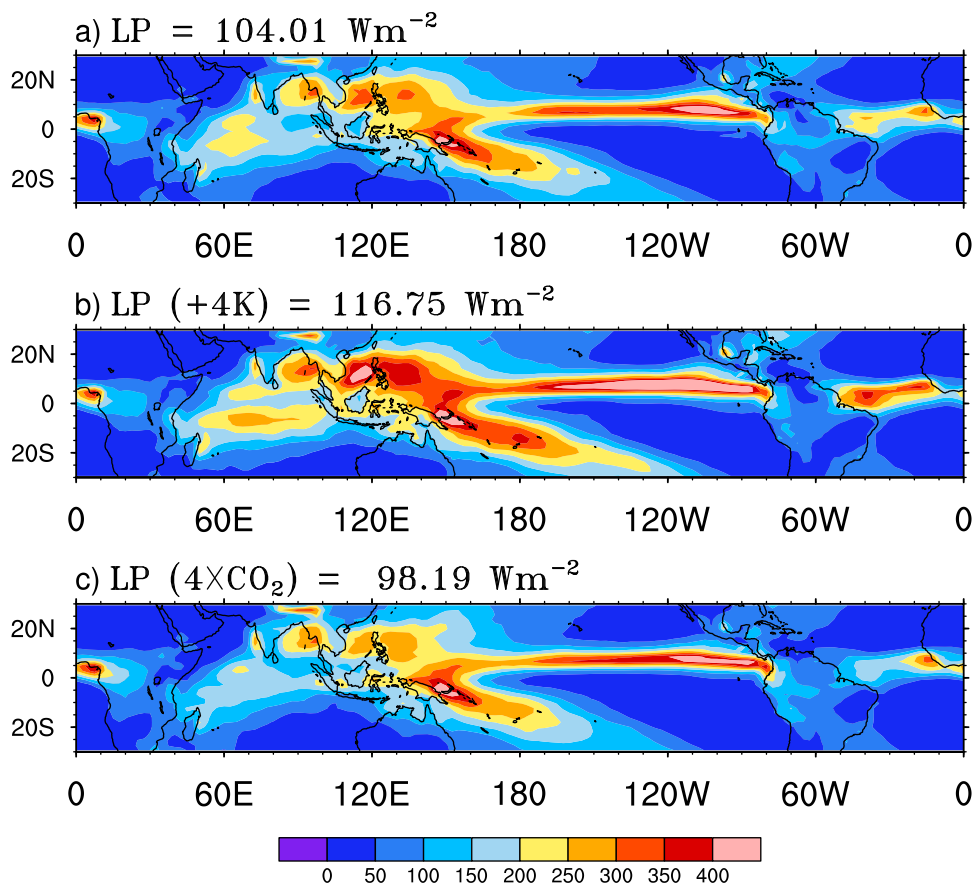 a) LP = 104.01 Wm⁻²
20N
0
20S
0 60E 120E 180 120W 60W 0
b) LP (+4K) = 116.75 Wm⁻²
20N
0
20S
0 60E 120E 180 120W 60W 0
c) LP (4×CO₂) = 98.19 Wm⁻²
20N
0
20S
0 60E 120E 180 120W 60W 0
0 50 100 150 200 250 300 350 400